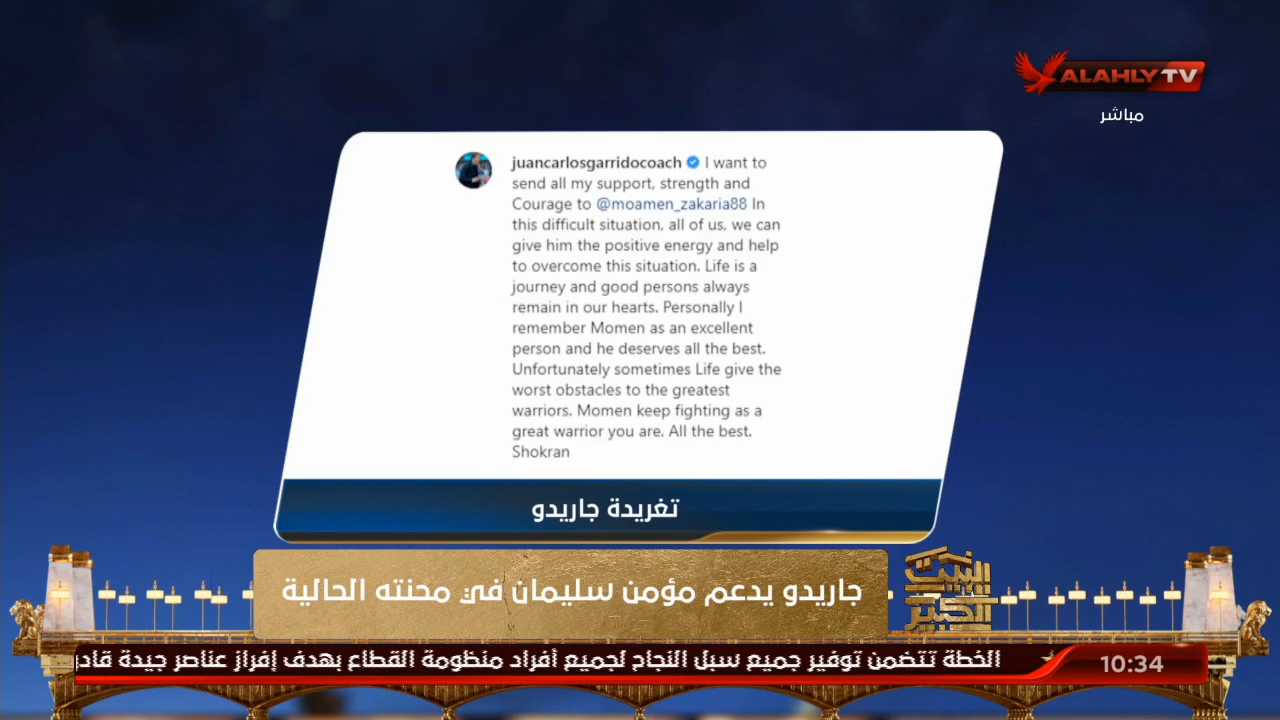 ALAHLY TV
مباشر
juancarlosgarridocoach I want to
send all my support, strength and
Courage to @moamen_zakaria88 In
this difficult situation, all of us, we can
give him the positive energy and help
to overcome this situation. Life is a
journey and good persons always
remain in our hearts. Personally I
remember Momen as an excellent
person and he deserves all the best.
Unfortunately sometimes Life give the
worst obstacles to the greatest
warriors. Momen keep fighting as a
great warrior you are. All the best.
Shokran
تغريدة جاريدو
البيت
الكبير
جاريدو يدعم مؤمن سليمان في محنته الحالية
الخطة تتضمن توفير جميع سبل النجاح لجميع أفراد منظومة القطاع بهدف إفراز عناصر جيدة
10:34